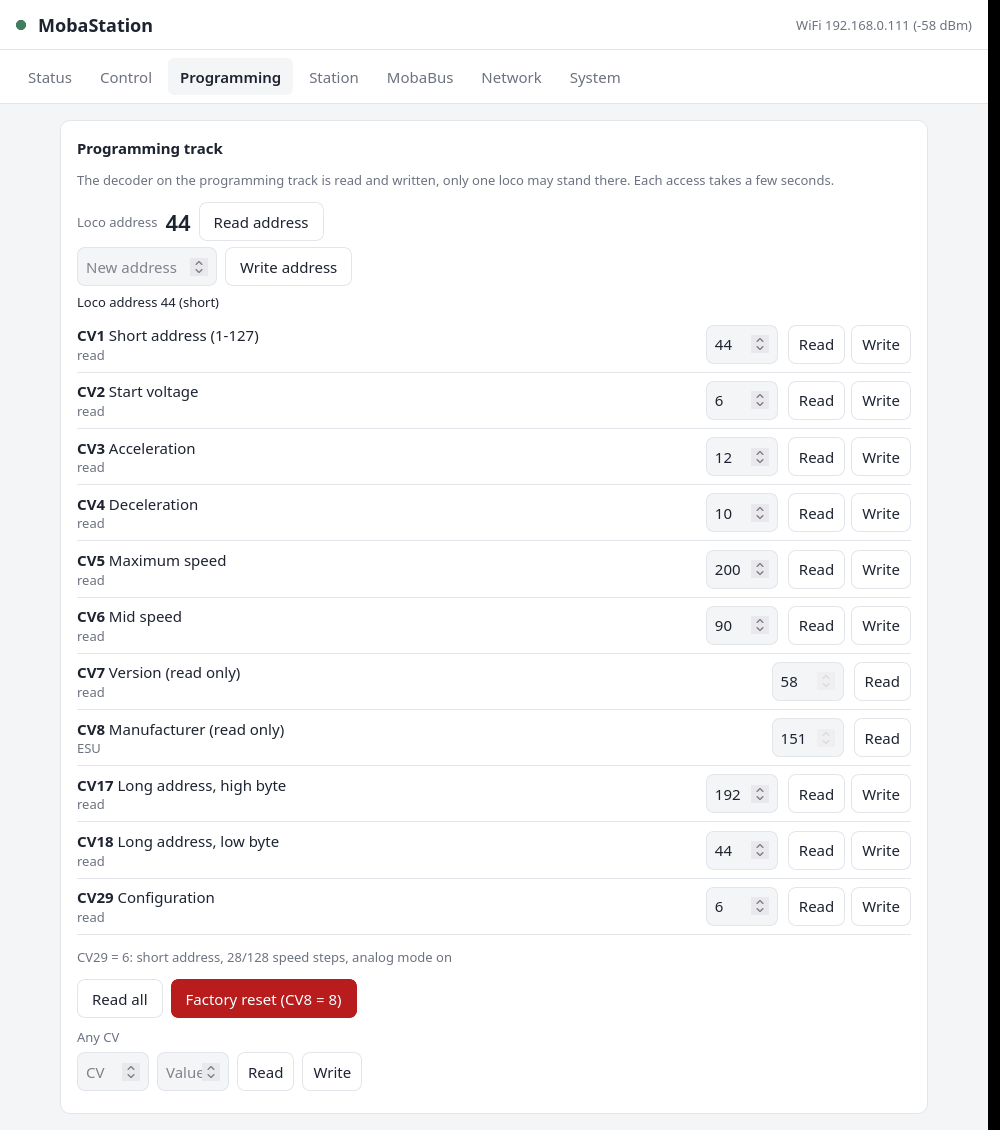 MobaStation
WiFi 192.168.0.111 (-58 dBm)
Status Control Programming Station MobaBus Network System
Programming track
The decoder on the programming track is read and written, only one loco may stand there. Each access takes a few seconds.
Loco address 44 Read address
New address Write address
Loco address 44 (short)
CV1 Short address (1-127)
read
44 Read Write
CV2 Start voltage
read
6 Read Write
CV3 Acceleration
read
12 Read Write
CV4 Deceleration
read
10 Read Write
CV5 Maximum speed
read
200 Read Write
CV6 Mid speed
read
90 Read Write
CV7 Version (read only)
read
58 Read
CV8 Manufacturer (read only)
ESU
151 Read
CV17 Long address, high byte
read
192 Read Write
CV18 Long address, low byte
read
44 Read Write
CV29 Configuration
read
6 Read Write
CV29 = 6: short address, 28/128 speed steps, analog mode on
Read all Factory reset (CV8 = 8)
Any CV
CV Value Read Write